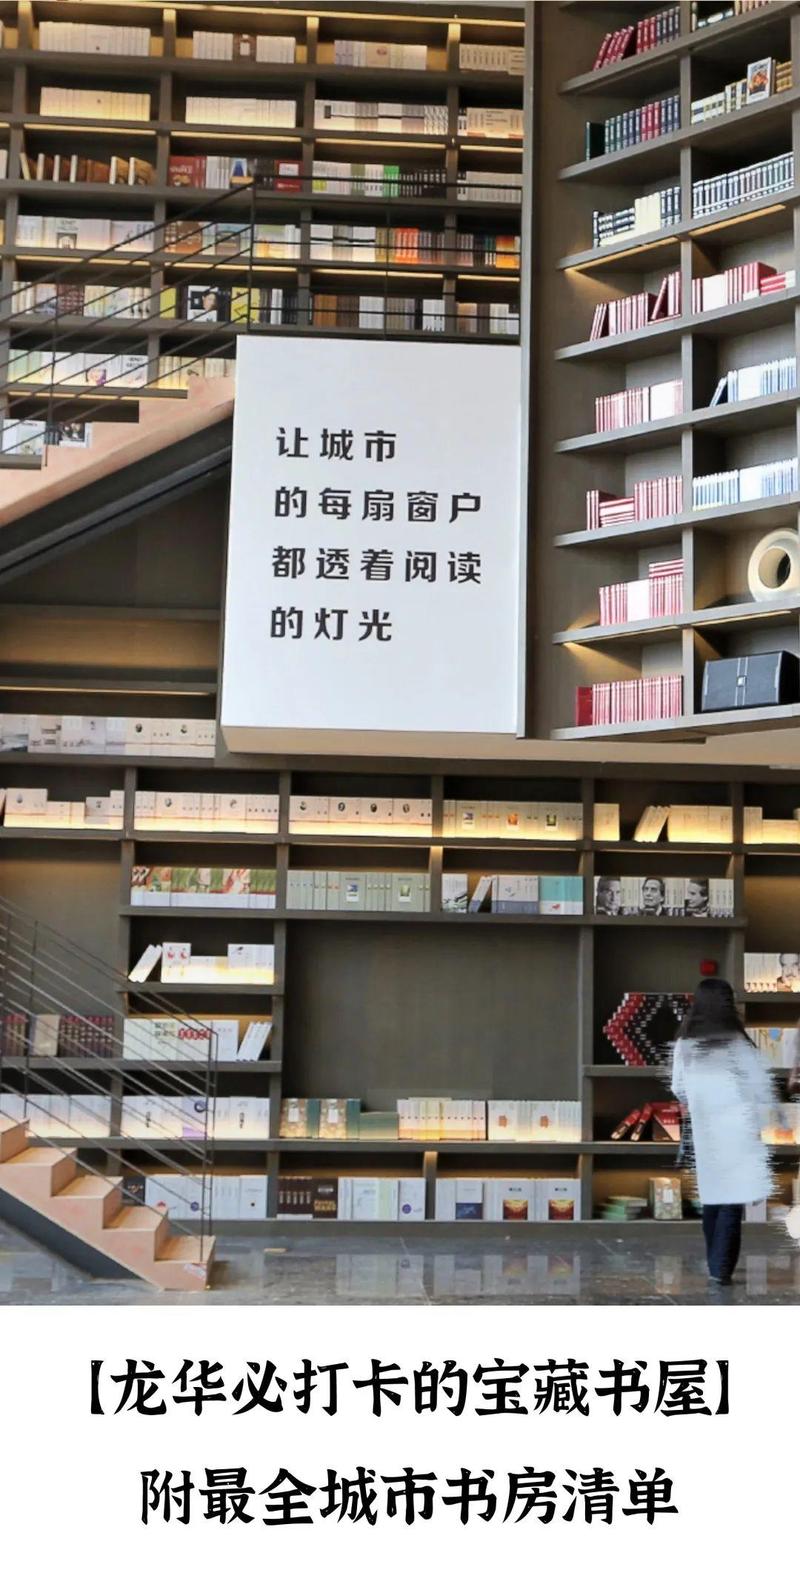 让城市
的每扇窗户
都透着阅读
的灯光
【龙华必打卡的宝藏书屋】
附最全城市书房清单